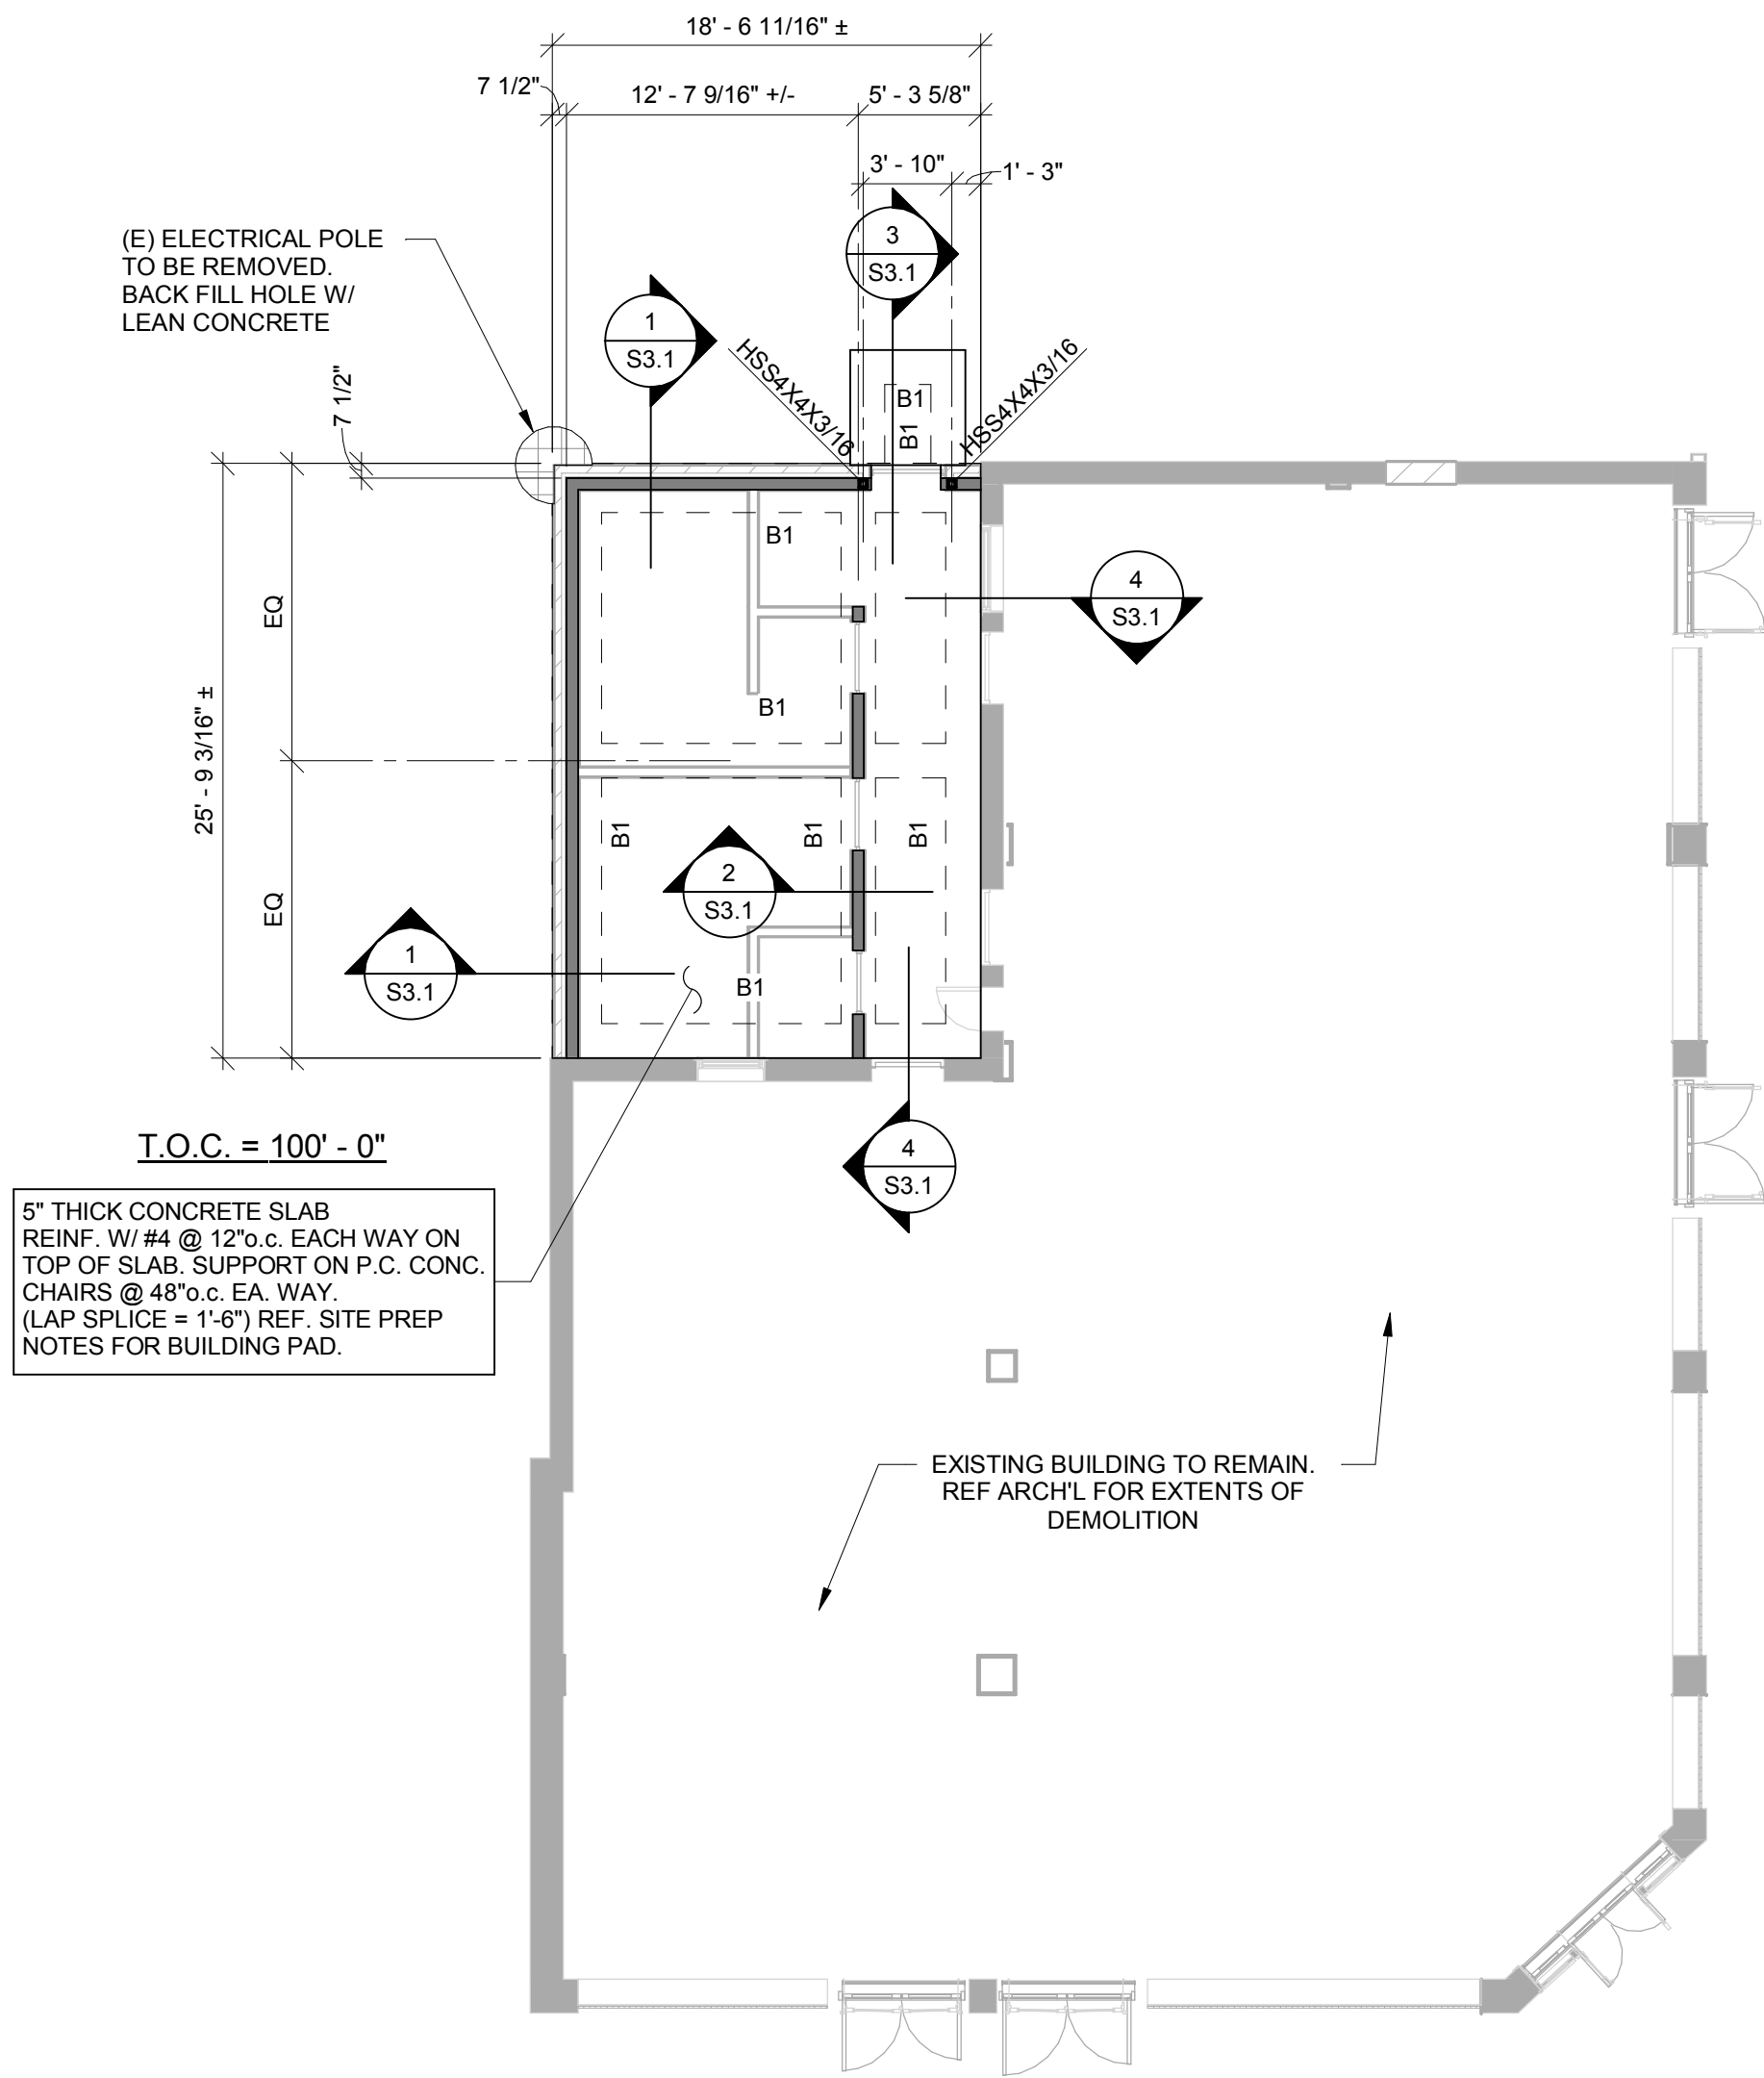 18' - 6 11/16" ±
7 1/2"
12' - 7 9/16" +/-
5' - 3 5/8"
3' - 10"
1' - 3"
(E) ELECTRICAL POLE
TO BE REMOVED.
BACK FILL HOLE W/
LEAN CONCRETE
3
S3.1
1
S3.1
HSS4X4X3/16
HSS4X4X3/16
7 1/2"
B1
B1
B1
4
S3.1
EQ
B1
25' - 9 3/16" ±
B1
B1
B1
2
S3.1
EQ
1
S3.1
B1
T.O.C. = 100' - 0"
4
S3.1
5" THICK CONCRETE SLAB
REINF. W/ #4 @ 12"o.c. EACH WAY ON
TOP OF SLAB. SUPPORT ON P.C. CONC.
CHAIRS @ 48"o.c. EA. WAY.
(LAP SPLICE = 1'-6") REF. SITE PREP
NOTES FOR BUILDING PAD.
EXISTING BUILDING TO REMAIN.
REF ARCH'L FOR EXTENTS OF
DEMOLITION